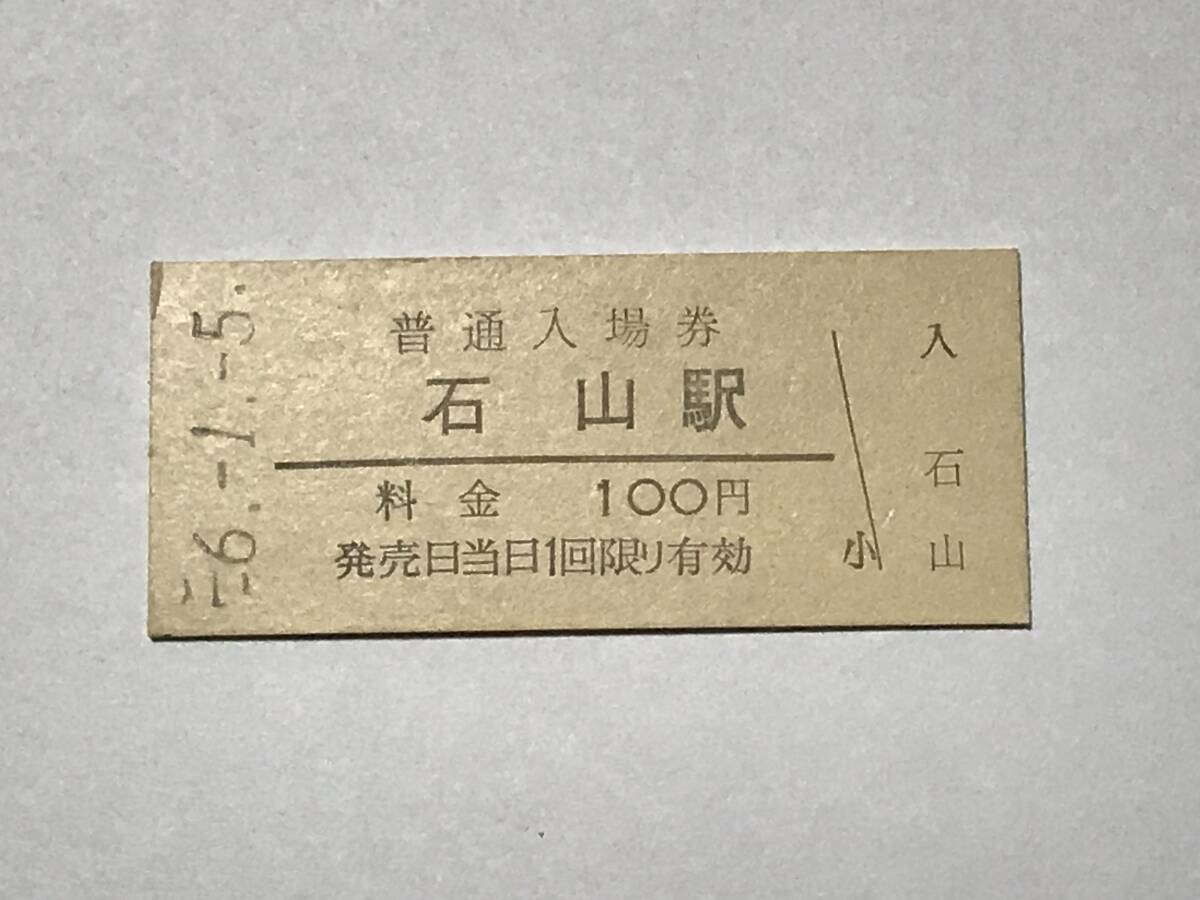 普通入場券
石山駅
料金 100円
発売日当日1回限り有効
小
入
石
山
6.-1.-5.